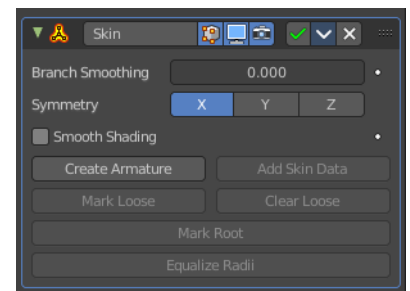 Skin
Branch Smoothing 0.000
Symmetry X Y Z
Smooth Shading
Create Armature Add Skin Data
Mark Loose Clear Loose
Mark Root
Equalize Radii